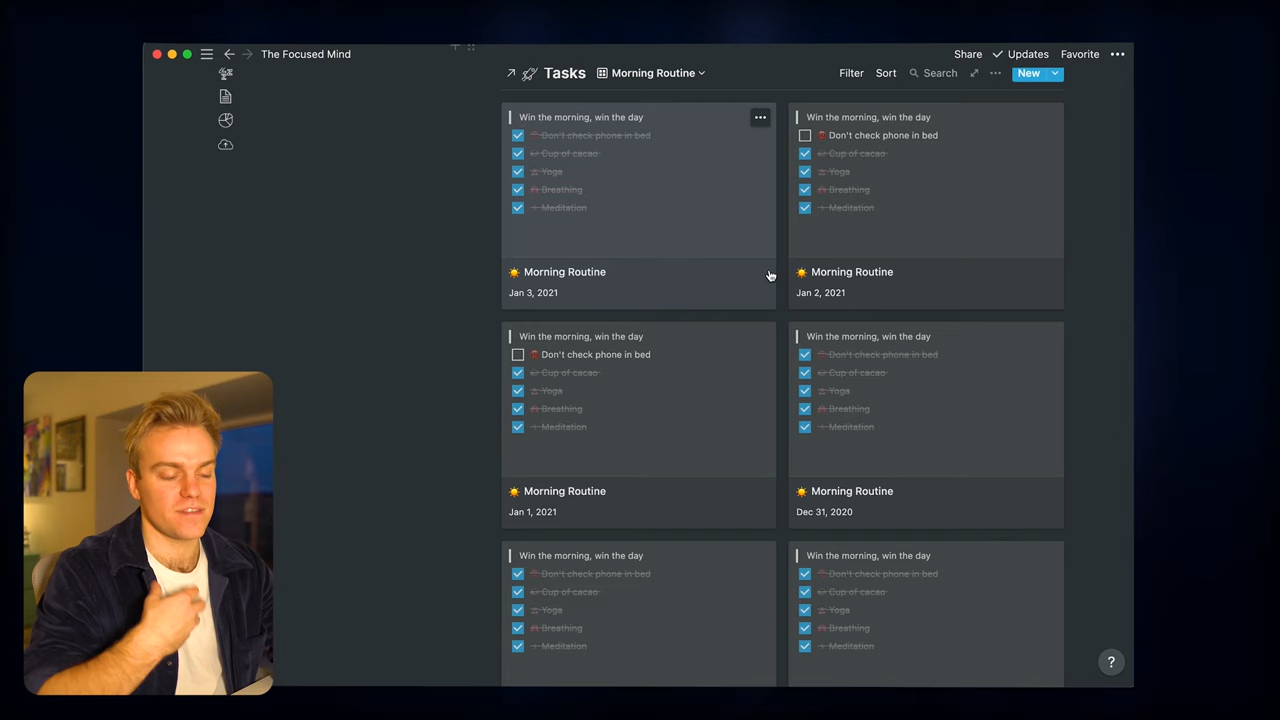 The Focused Mind
Share Updates Favorite
Tasks Morning Routine Filter Sort Search New
Win the morning, win the day
Don't check phone in bed
Cup of cacao
Yoga
Breathing
Meditation
Morning Routine
Jan 3, 2021
Win the morning, win the day
Don't check phone in bed
Cup of cacao
Yoga
Breathing
Meditation
Morning Routine
Jan 2, 2021
Win the morning, win the day
Don't check phone in bed
Cup of cacao
Yoga
Breathing
Meditation
Morning Routine
Jan 1, 2021
Win the morning, win the day
Don't check phone in bed
Cup of cacao
Yoga
Breathing
Meditation
Morning Routine
Dec 31, 2020
Win the morning, win the day
Don't check phone in bed
Cup of cacao
Yoga
Breathing
Meditation
Win the morning, win the day
Don't check phone in bed
Cup of cacao
Yoga
Breathing
Meditation
?